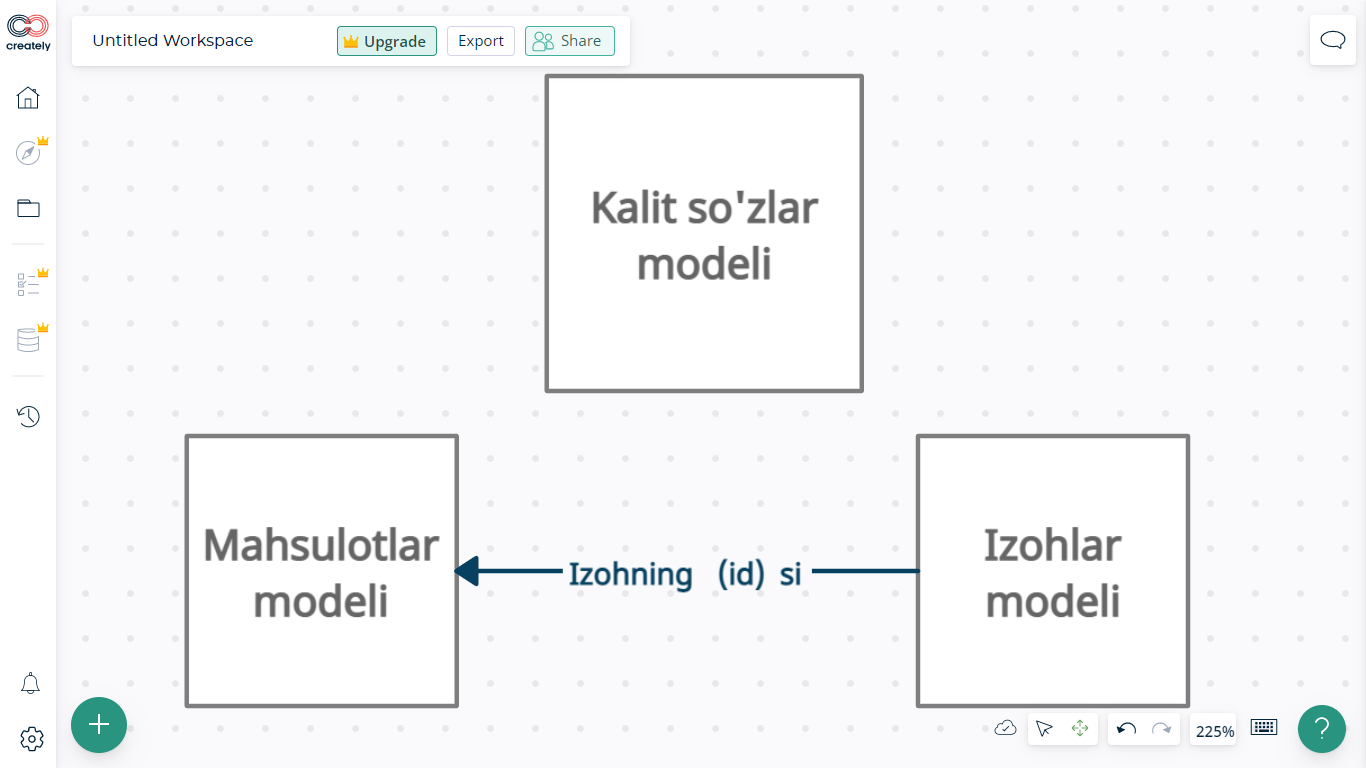 creately
Untitled Workspace
Upgrade
Export
Share
Kalit so'zlar
modeli
Mahsulotlar
modeli
Izohning (id) si
Izohlar
modeli
225%
?